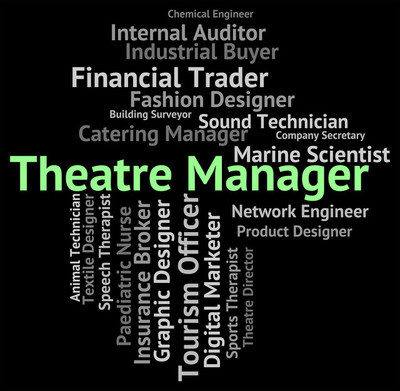 Chemical Engineer
Internal Auditor
Industrial Buyer
Financial Trader
Fashion Designer
Building Surveyor
Sound Technician
Catering Manager
Company Secretary
Marine Scientist
Theatre Manager
Animal Technician
Textile Designer
Speech Therapist
Paediatric Nurse
Insurance Broker
Graphic Designer
Tourism Officer
Digital Marketer
Sports Therapist
Theatre Director
Network Engineer
Product Designer